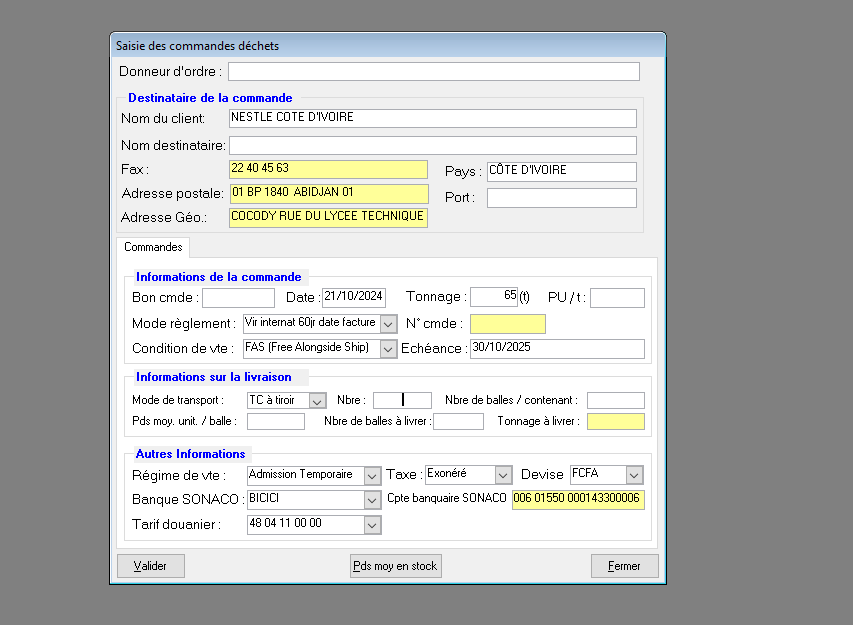 Saisie des commandes déchets
Donneur d'ordre :
Destinataire de la commande
Nom du client: NESTLE COTE D'IVOIRE
Nom destinataire:
Fax : 22 40 45 63 Pays : CÔTE D'IVOIRE
Adresse postale: 01 BP 1840 ABIDJAN 01 Port :
Adresse Géo.: COCODY RUE DU LYCEE TECHNIQUE
Commandes
Informations de la commande
Bon cmde : Date : 21/10/2024 Tonnage : 65 (t) PU / t :
Mode règlement : Vir internat 60jr date facture N° cmde :
Condition de vte : FAS (Free Alongside Ship) Echéance : 30/10/2025
Informations sur la livraison
Mode de transport : TC à tiroir Nbre : Nbre de balles / contenant :
Pds moy. unit. / balle : Nbre de balles à livrer : Tonnage à livrer :
Autres Informations
Régime de vte : Admission Temporaire Taxe : Exonéré Devise FCFA
Banque SONACO : BICICI Cpte banquaire SONACO 006 01550 000143300006
Tarif douanier : 48 04 11 00 00
Valider Pds moy en stock Fermer